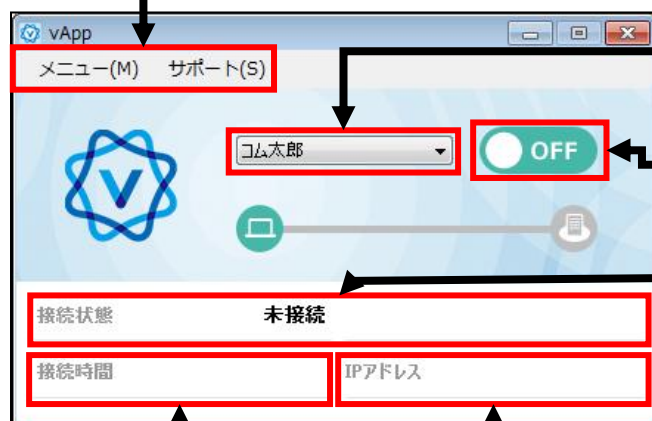 vApp
メニュー(M) サポート(S)
V
コム太郎
OFF
接続状態 未接続
接続時間 IPアドレス